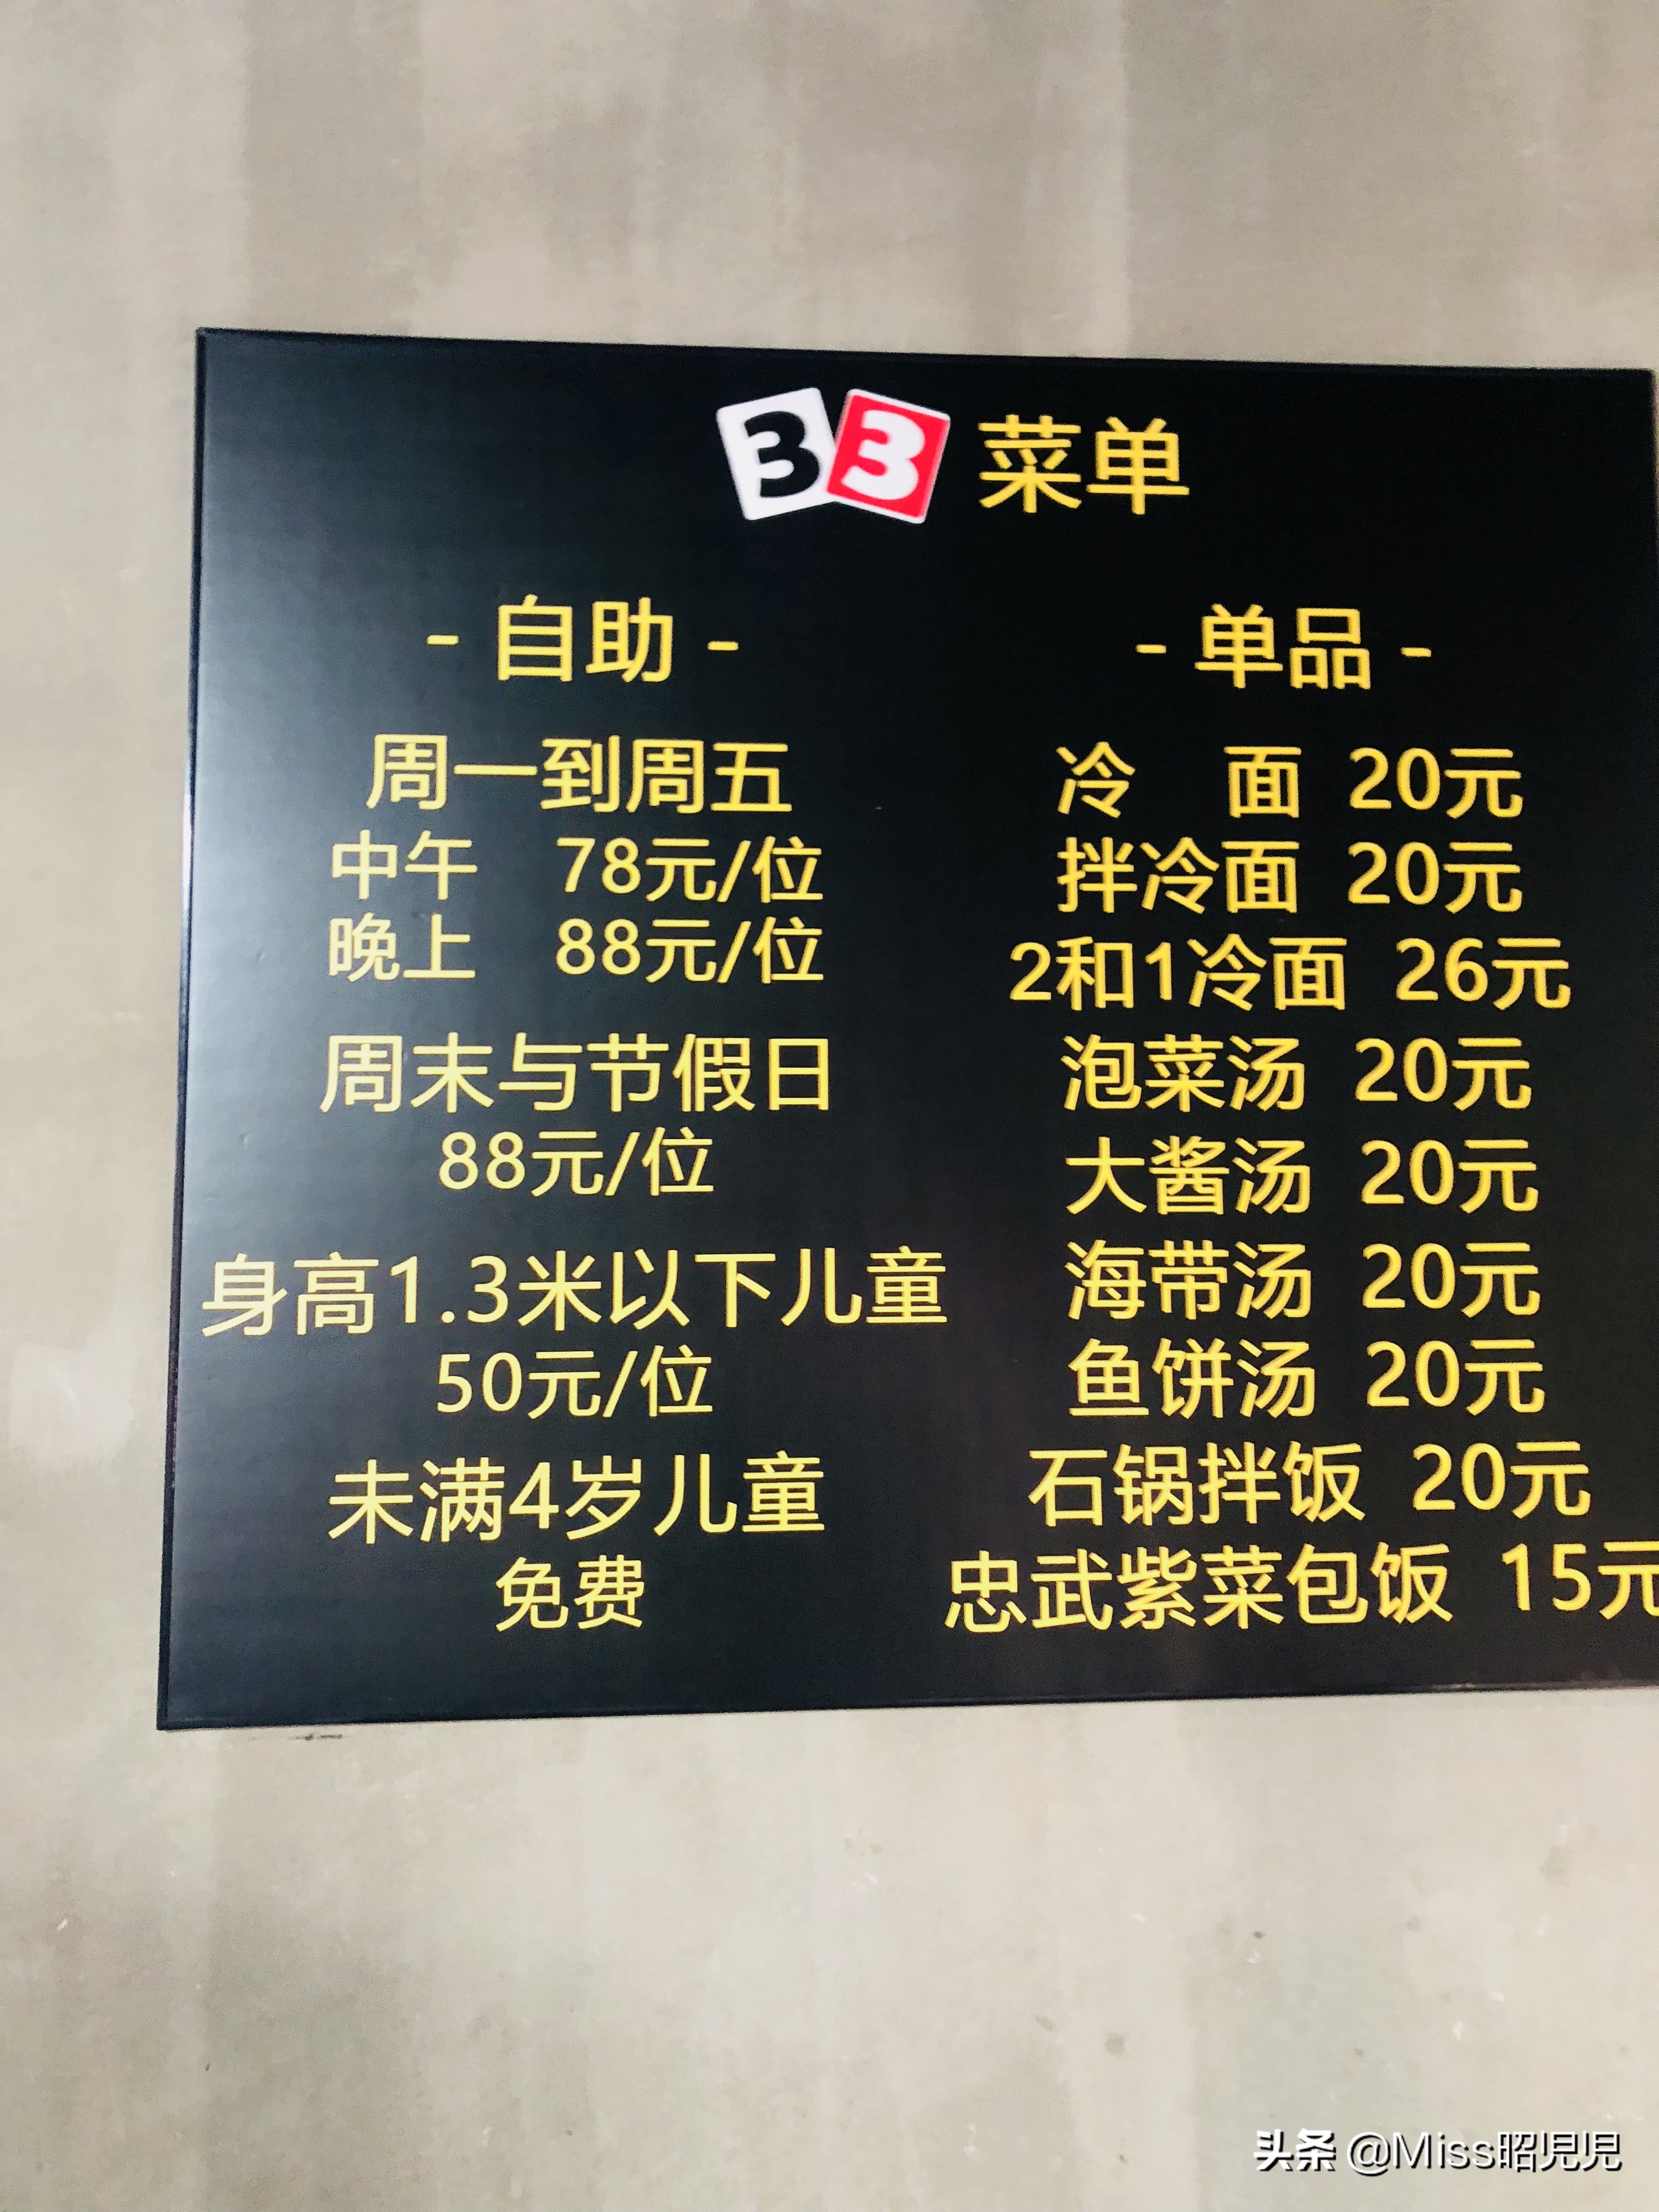 33 菜单
- 自助 -
周一到周五
中午 78元/位
晚上 88元/位
周末与节假日
88元/位
身高1.3米以下儿童
50元/位
未满4岁儿童
免费
- 单品 -
冷 面 20元
拌冷面 20元
2和1冷面 26元
泡菜汤 20元
大酱汤 20元
海带汤 20元
鱼饼汤 20元
石锅拌饭 20元
忠武紫菜包饭 15元
头条 @Miss昭児児